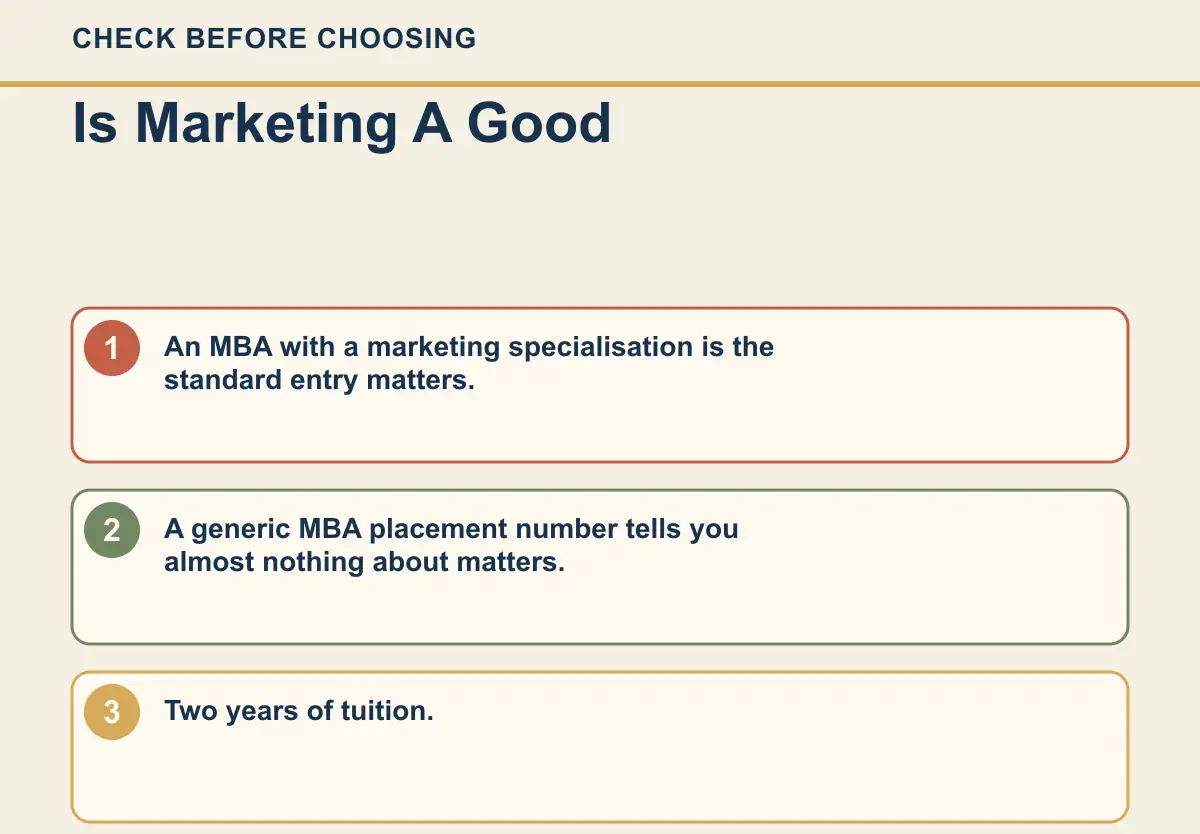 CHECK BEFORE CHOOSING
Is Marketing A Good
1
An MBA with a marketing specialisation is the
standard entry matters.
2
A generic MBA placement number tells you
almost nothing about matters.
3
Two years of tuition.